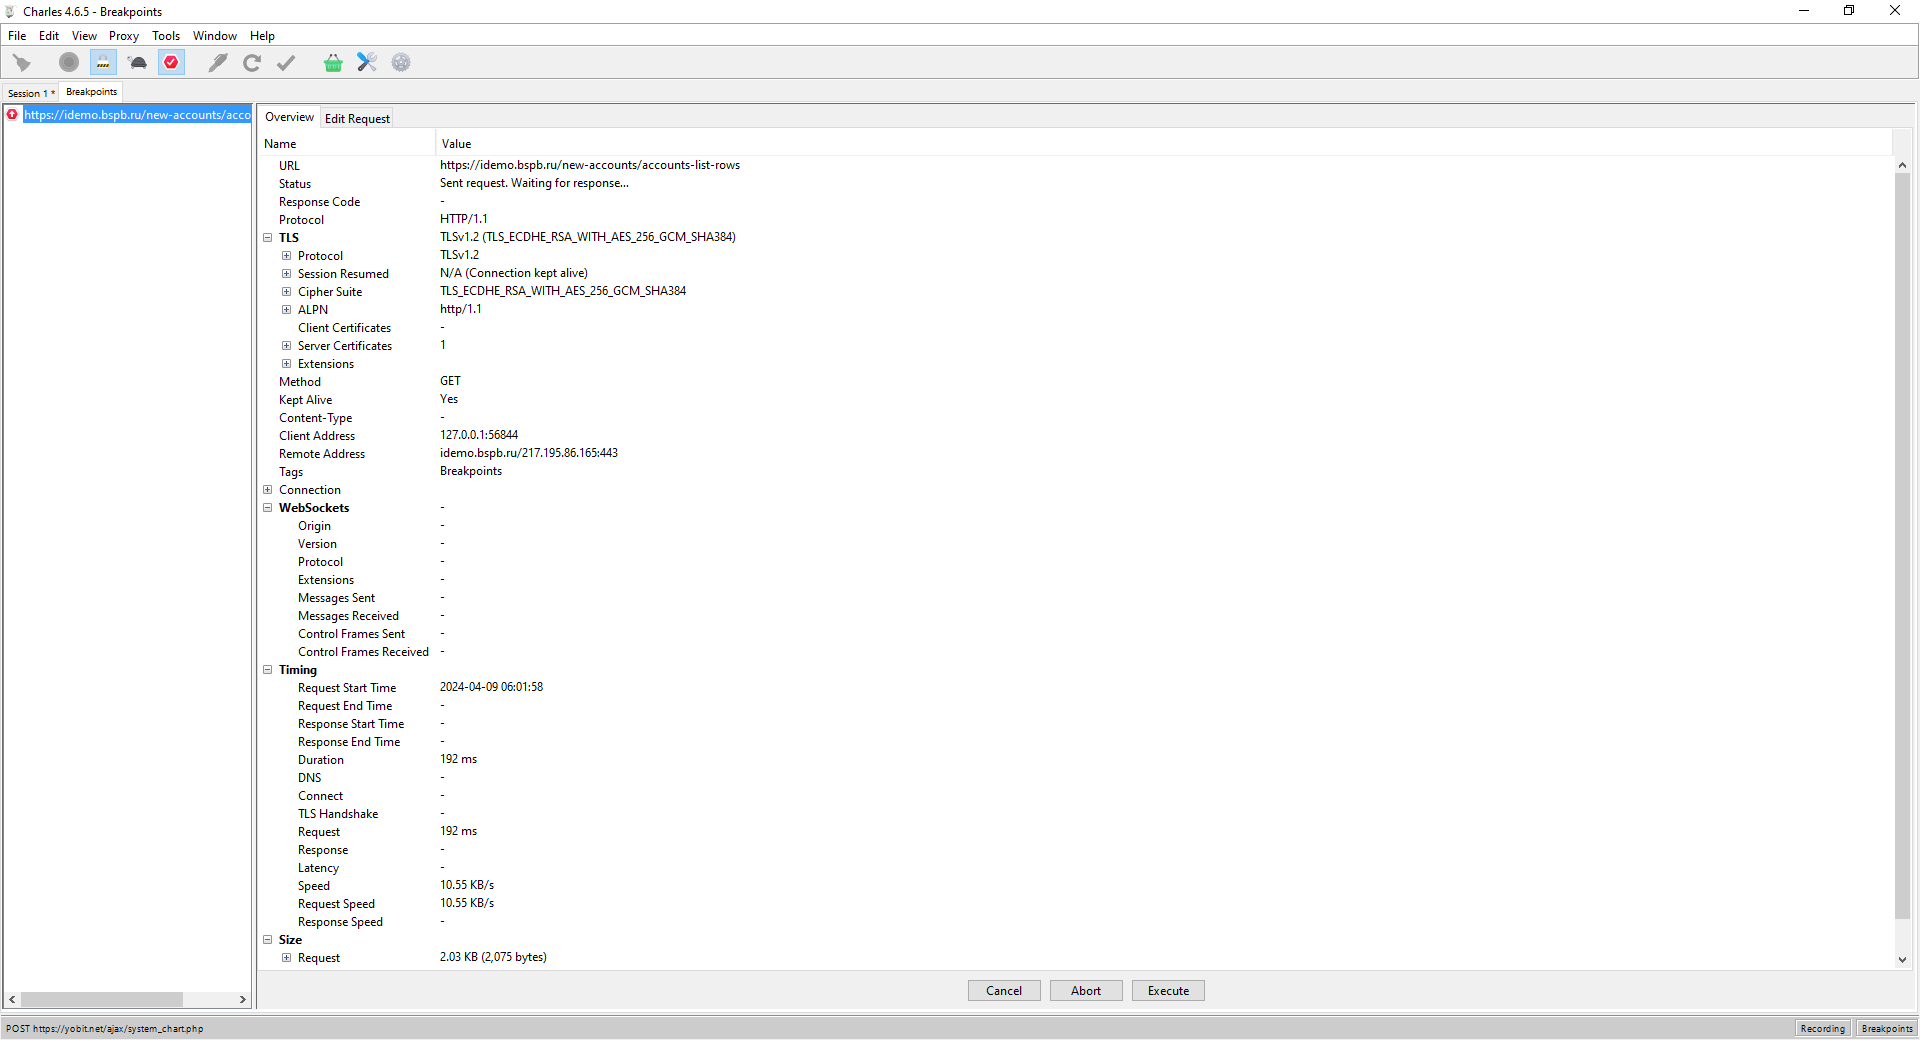 Charles 4.6.5 - Breakpoints
File Edit View Proxy Tools Window Help
Session 1 * Breakpoints
https://idemo.bspb.ru/new-accounts/acco
Overview Edit Request
Name Value
URL https://idemo.bspb.ru/new-accounts/accounts-list-rows
Status Sent request. Waiting for response...
Response Code -
Protocol HTTP/1.1
TLS TLSv1.2 (TLS_ECDHE_RSA_WITH_AES_256_GCM_SHA384)
Protocol TLSv1.2
Session Resumed N/A (Connection kept alive)
Cipher Suite TLS_ECDHE_RSA_WITH_AES_256_GCM_SHA384
ALPN http/1.1
Client Certificates -
Server Certificates 1
Extensions
Method GET
Kept Alive Yes
Content-Type -
Client Address 127.0.0.1:56844
Remote Address idemo.bspb.ru/217.195.86.165:443
Tags Breakpoints
Connection
WebSockets -
Origin -
Version -
Protocol -
Extensions -
Messages Sent -
Messages Received -
Control Frames Sent -
Control Frames Received -
Timing
Request Start Time 2024-04-09 06:01:58
Request End Time -
Response Start Time -
Response End Time -
Duration 192 ms
DNS -
Connect -
TLS Handshake -
Request 192 ms
Response -
Latency -
Speed 10.55 KB/s
Request Speed 10.55 KB/s
Response Speed -
Size
Request 2.03 KB (2,075 bytes)
Cancel Abort Execute
POST https://yobit.net/ajax/system_chart.php Recording Breakpoints